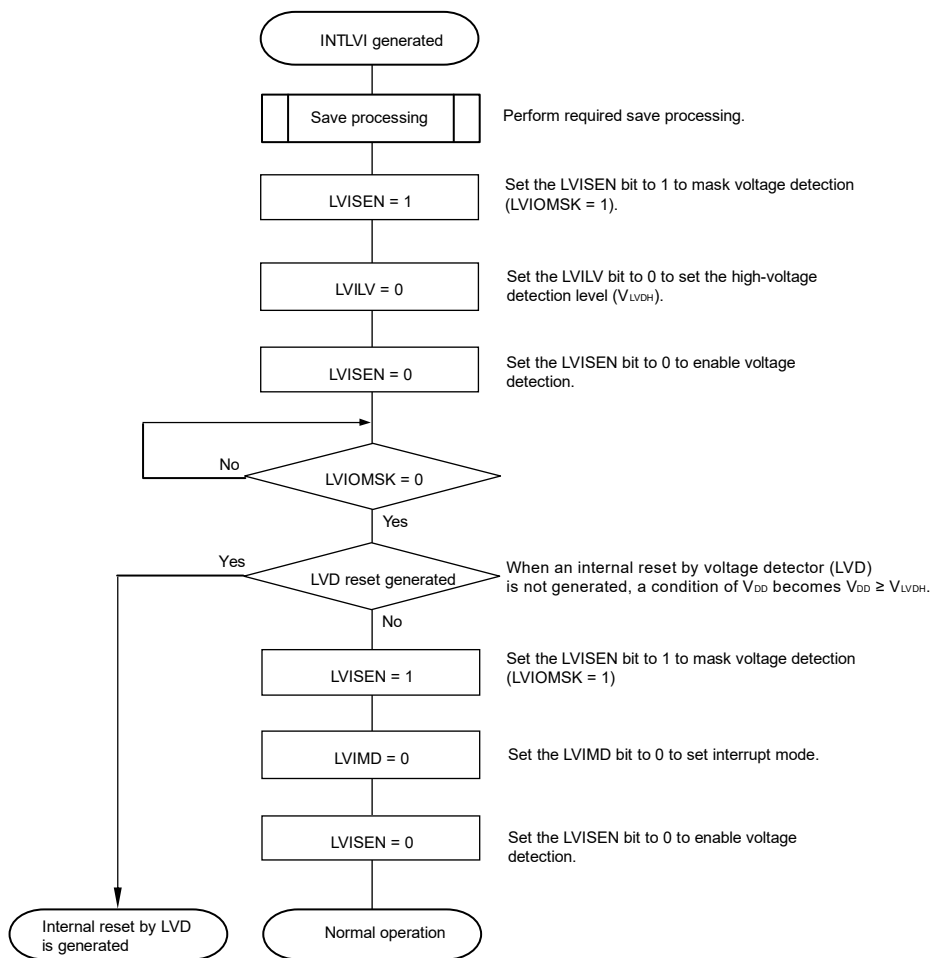 INTLVI generated
Save processing
Perform required save processing.
LVISEN = 1
Set the LVISEN bit to 1 to mask voltage detection
(LVIOMSK = 1).
LVILV = 0
Set the LVILV bit to 0 to set the high-voltage
detection level (VLVDH).
LVISEN = 0
Set the LVISEN bit to 0 to enable voltage
detection.
No
LVIOMSK = 0
Yes
Yes
LVD reset generated
When an internal reset by voltage detector (LVD)
is not generated, a condition of VDD becomes VDD ≥ VLVDH.
No
LVISEN = 1
Set the LVISEN bit to 1 to mask voltage detection
(LVIOMSK = 1)
LVIMD = 0
Set the LVIMD bit to 0 to set interrupt mode.
LVISEN = 0
Set the LVISEN bit to 0 to enable voltage
detection.
Internal reset by LVD
is generated
Normal operation